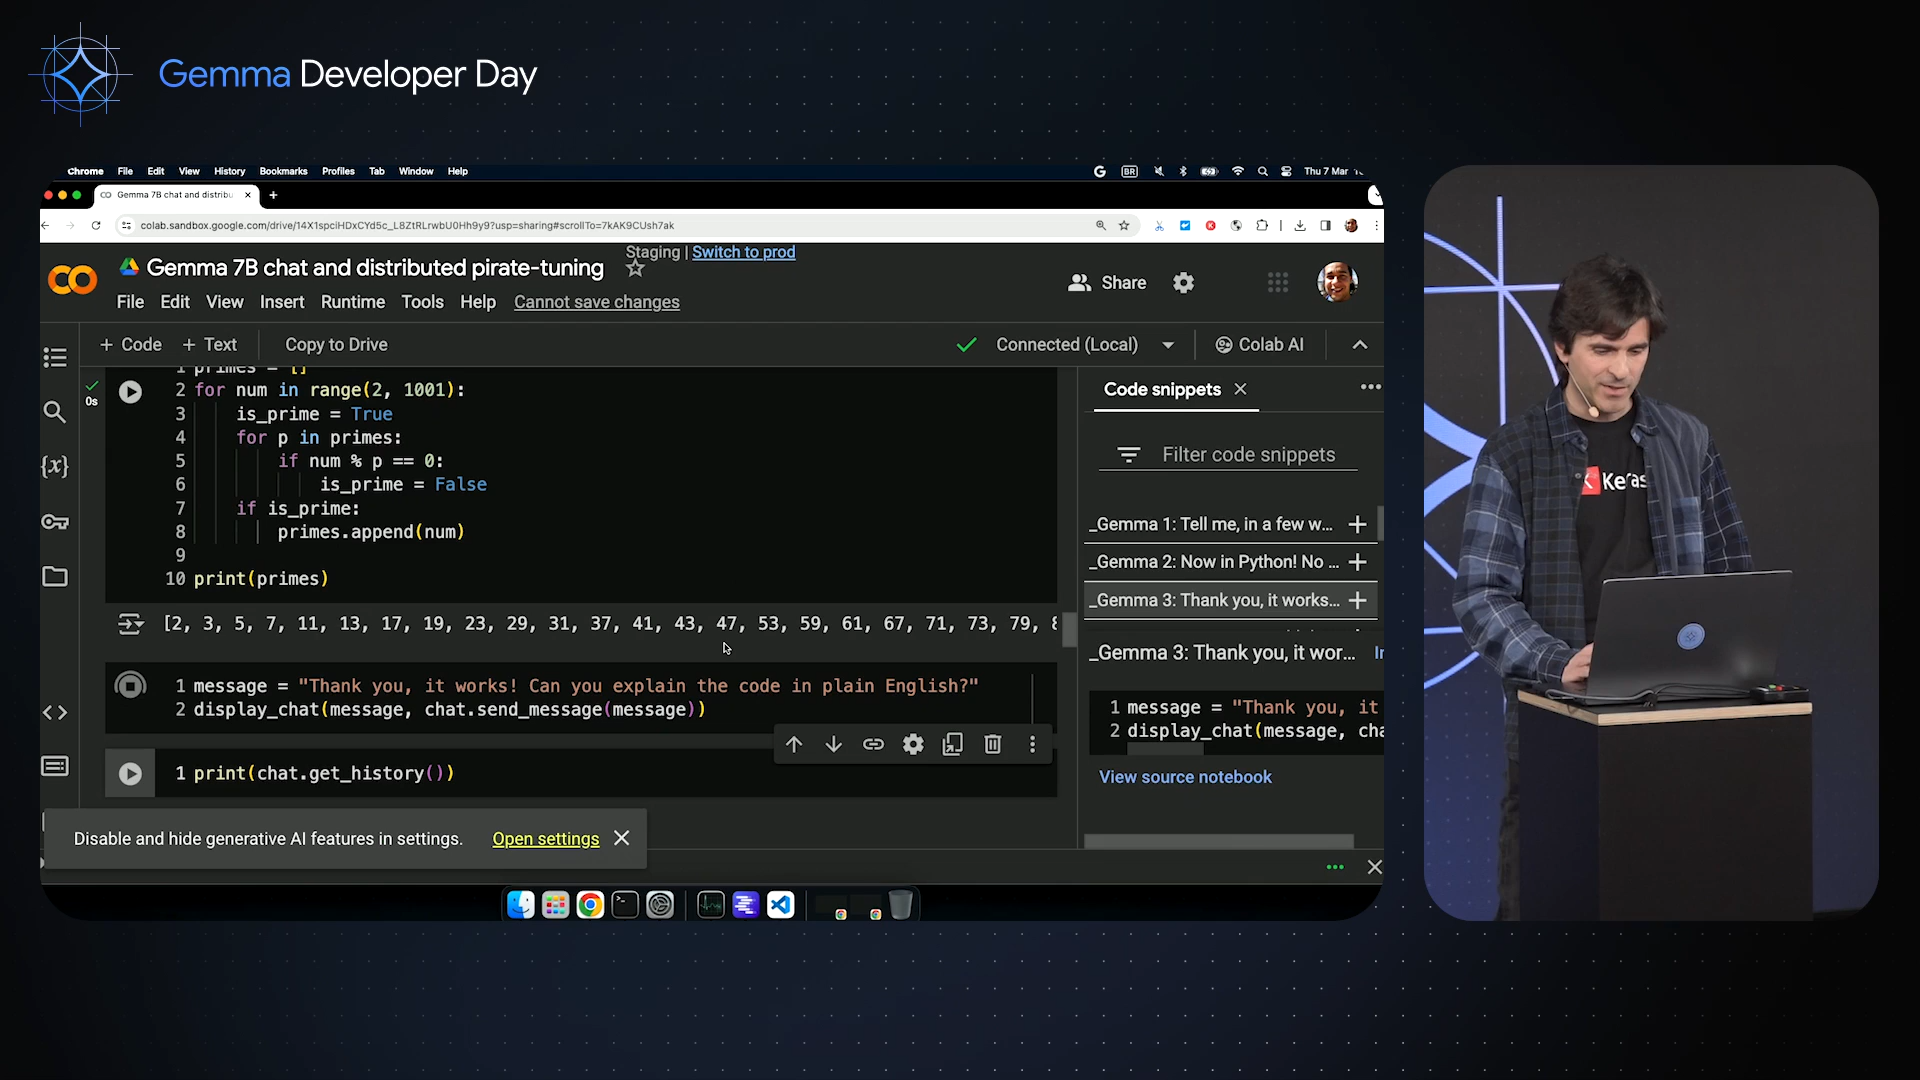 Gemma Developer Day
Chrome File Edit View History Bookmarks Profiles Tab Window Help
BR
Thu 7 Mar
Gemma 7B chat and distribu
colab.sandbox.google.com/drive/14X1spciHDxCYd5c_L8ZtRLrwbU0Hh9y9?usp=sharing#scrollTo=7kAK9CUsh7ak
Gemma 7B chat and distributed pirate-tuning
Staging | Switch to prod
File Edit View Insert Runtime Tools Help Cannot save changes
Share
+ Code + Text Copy to Drive
Connected (Local)
Colab AI
0s
1 primes = []
2 for num in range(2, 1001):
3 is_prime = True
4 for p in primes:
5 if num % p == 0:
6 is_prime = False
7 if is_prime:
8 primes.append(num)
9
10 print(primes)
[2, 3, 5, 7, 11, 13, 17, 19, 23, 29, 31, 37, 41, 43, 47, 53, 59, 61, 67, 71, 73, 79, 8
1 message = "Thank you, it works! Can you explain the code in plain English?"
2 display_chat(message, chat.send_message(message))
1 print(chat.get_history())
Disable and hide generative AI features in settings. Open settings
Code snippets
Filter code snippets
_Gemma 1: Tell me, in a few w...
_Gemma 2: Now in Python! No ...
_Gemma 3: Thank you, it works...
_Gemma 3: Thank you, it wor...
1 message = "Thank you, it
2 display_chat(message, cha
View source notebook
Keras